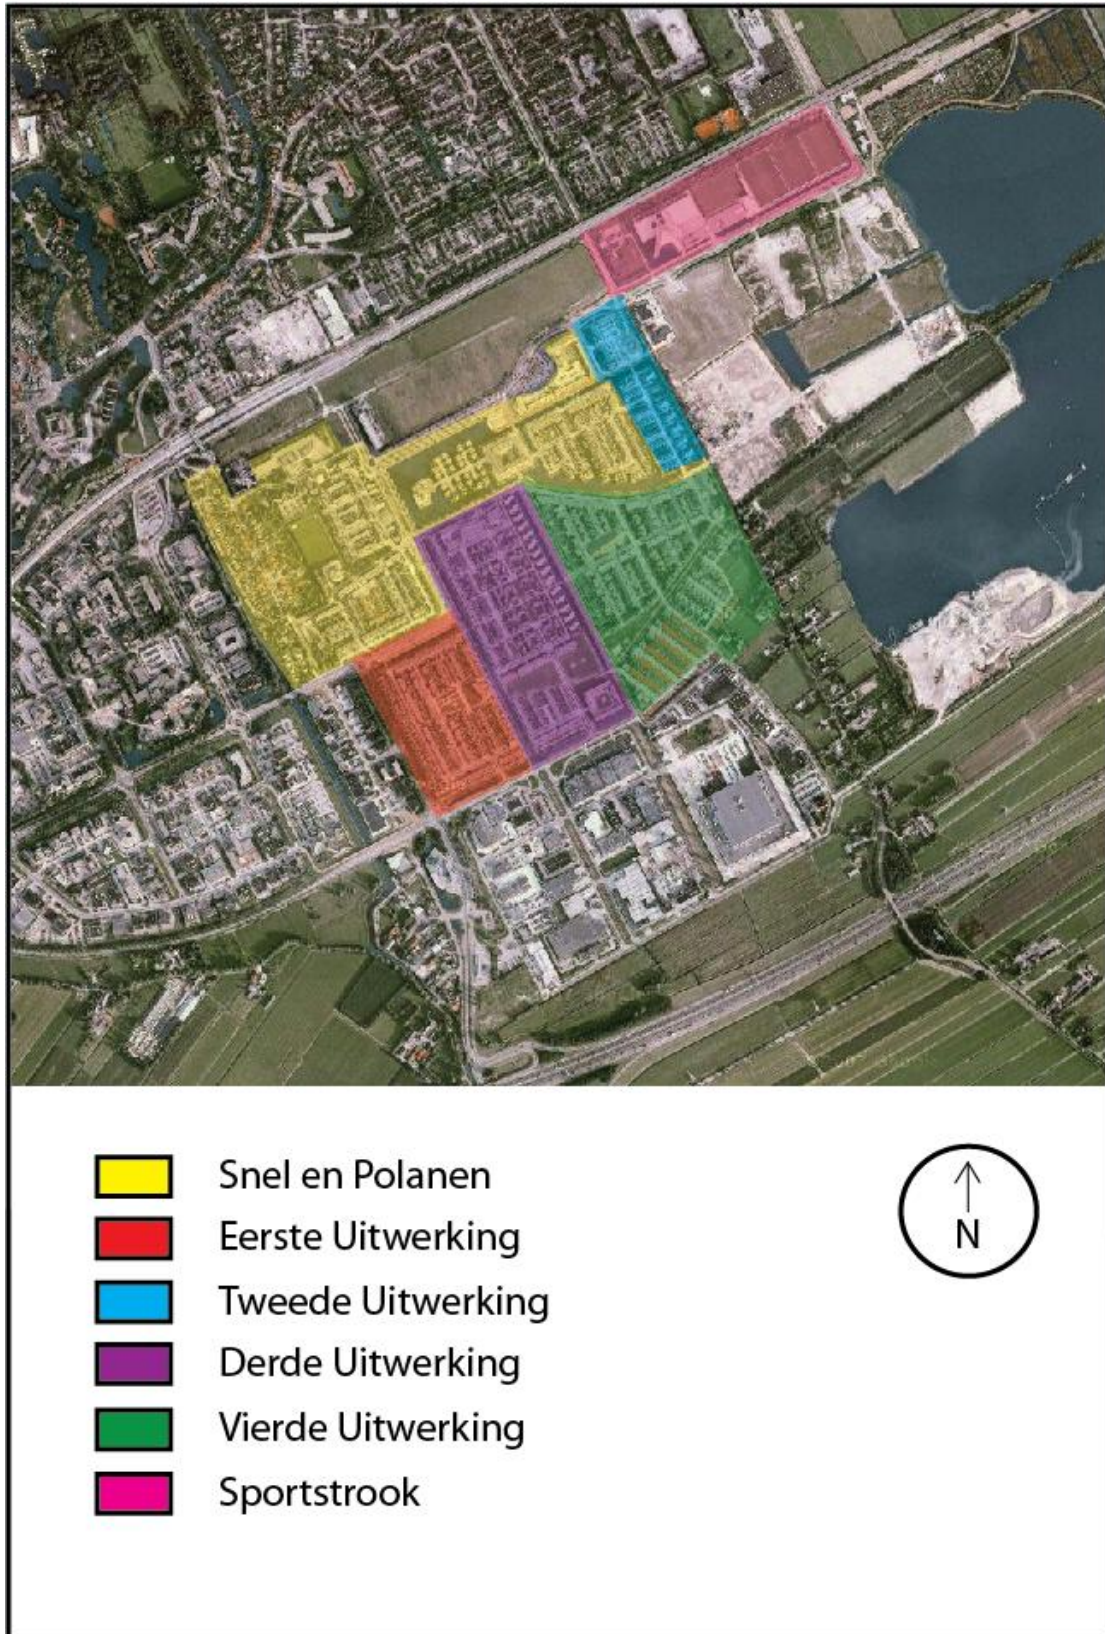 Snel en Polanen
Eerste Uitwerking
Tweede Uitwerking
Derde Uitwerking
Vierde Uitwerking
Sportstrook
N